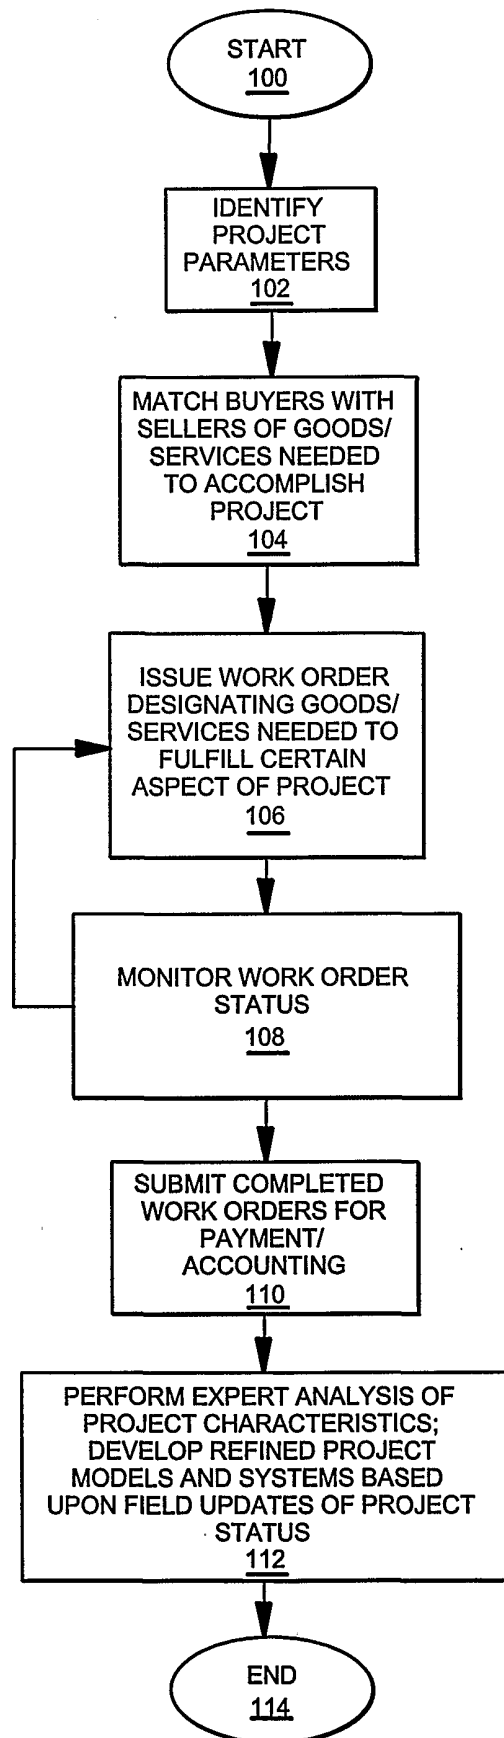 START
100
IDENTIFY
PROJECT
PARAMETERS
102
MATCH BUYERS WITH
SELLERS OF GOODS/
SERVICES NEEDED
TO ACCOMPLISH
PROJECT
104
ISSUE WORK ORDER
DESIGNATING GOODS/
SERVICES NEEDED TO
FULFILL CERTAIN
ASPECT OF PROJECT
106
MONITOR WORK ORDER
STATUS
108
SUBMIT COMPLETED
WORK ORDERS FOR
PAYMENT/
ACCOUNTING
110
PERFORM EXPERT ANALYSIS OF
PROJECT CHARACTERISTICS;
DEVELOP REFINED PROJECT
MODELS AND SYSTEMS BASED
UPON FIELD UPDATES OF PROJECT
STATUS
112
END
114